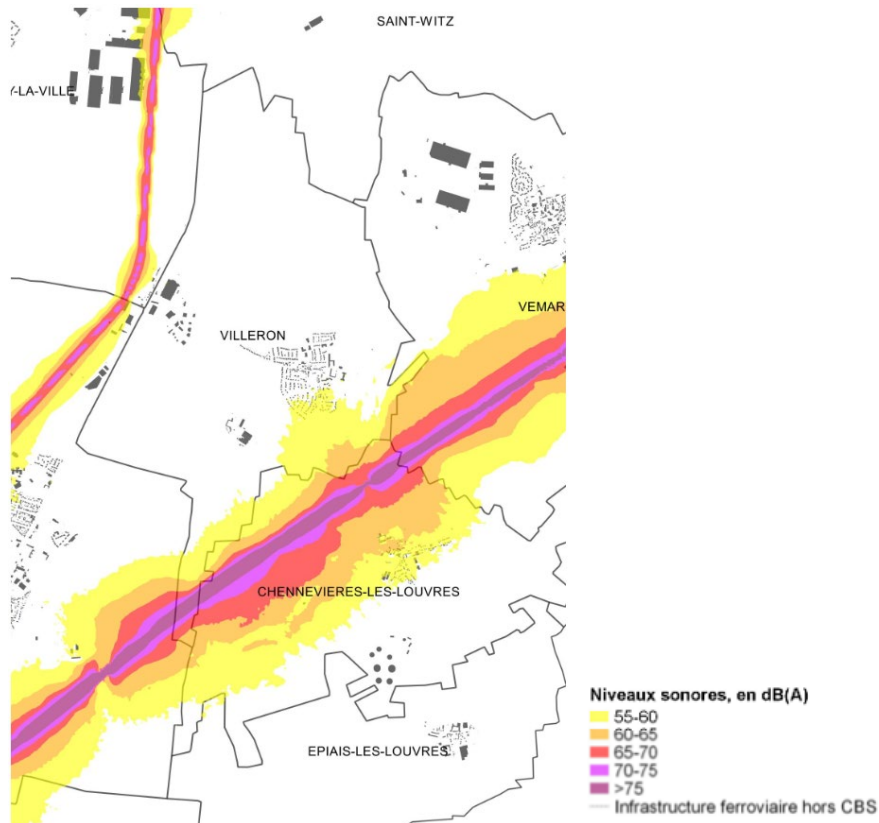 SAINT-WITZ
Y-LA-VILLE
VEMAR
VILLERON
CHENNEVIERES-LES-LOUVRES
EPIAIS-LES-LOUVRES
Niveaux sonores, en dB(A)
55-60
60-65
65-70
70-75
>75
Infrastructure ferroviaire hors CBS